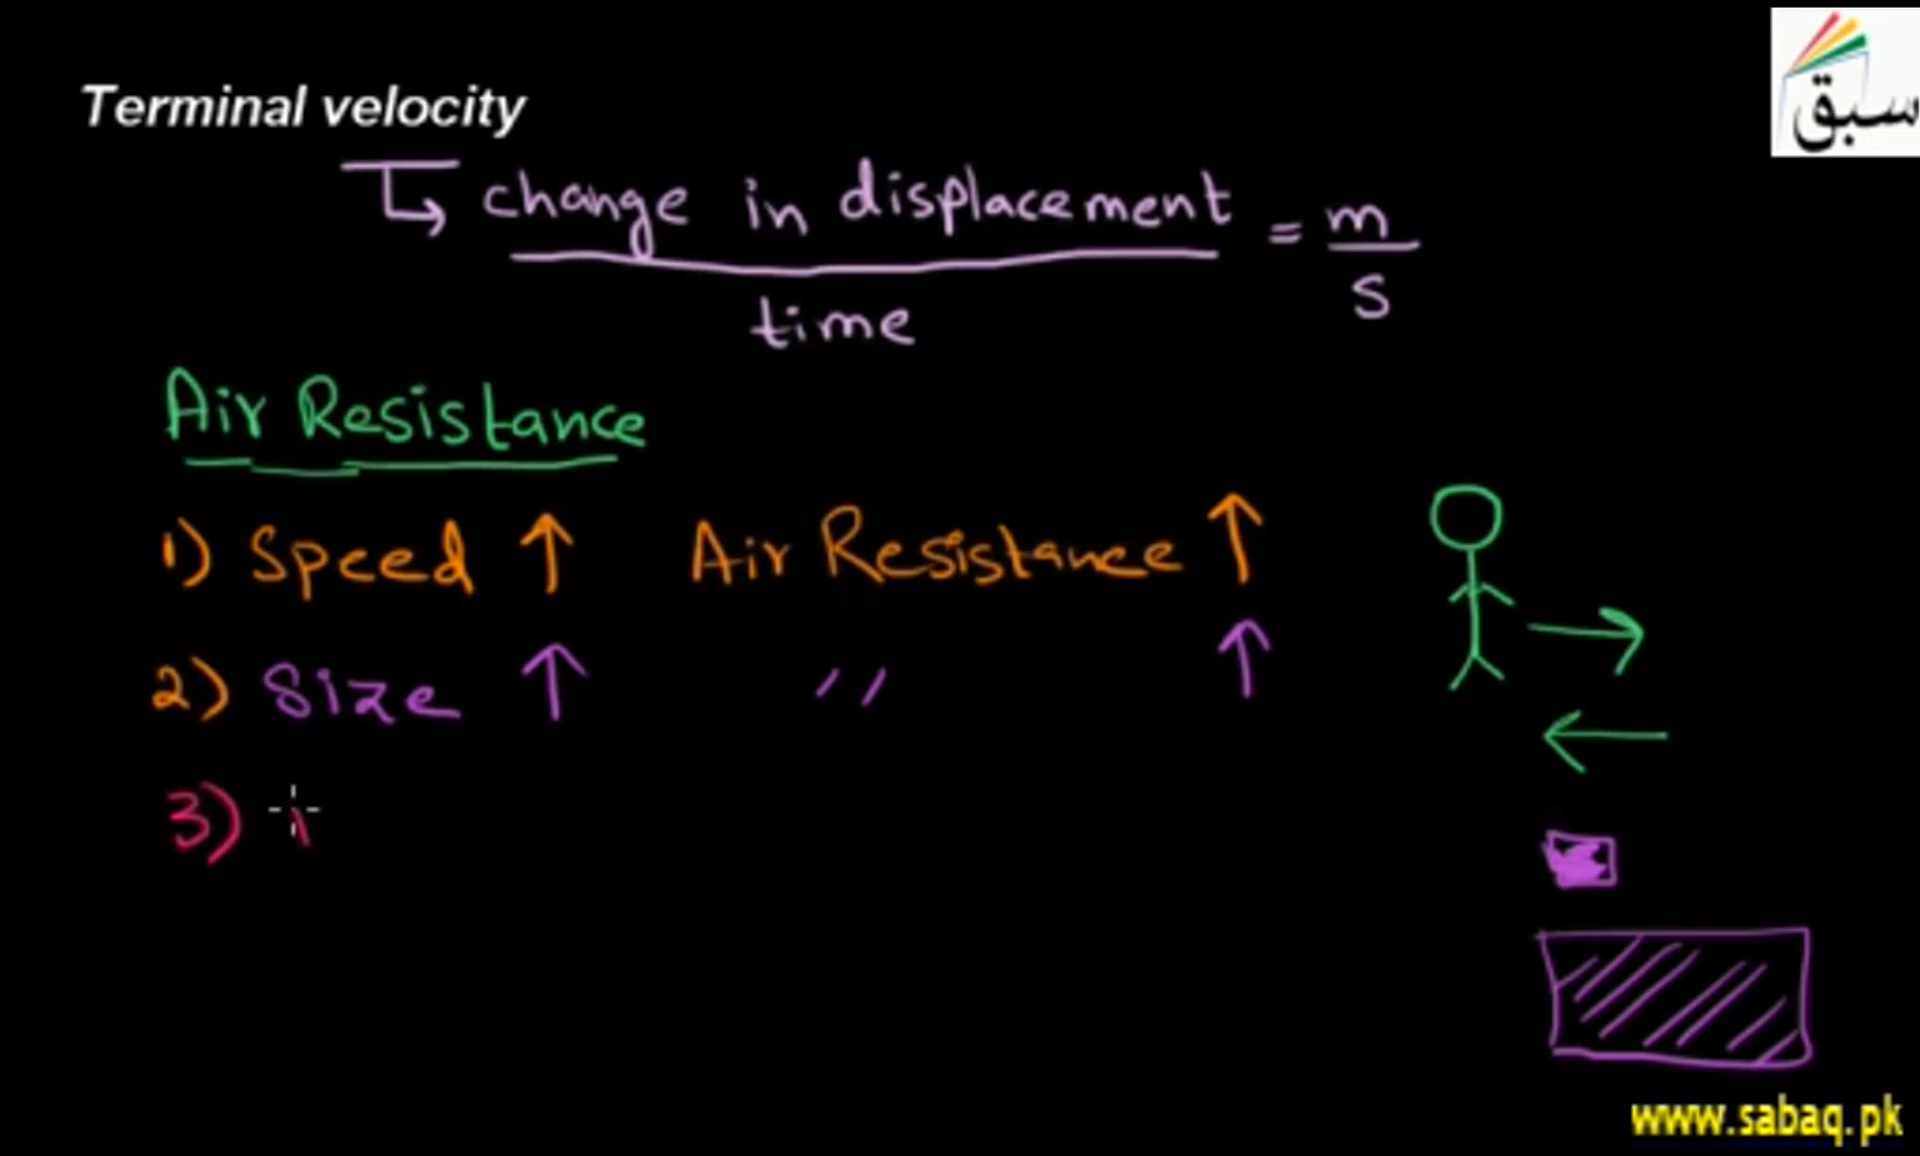 سبق
Terminal velocity
↳ change in displacement / time = m / s
Air Resistance
1) Speed ↑ Air Resistance ↑
2) Size ↑ 〃 ↑
3)
www.sabaq.pk